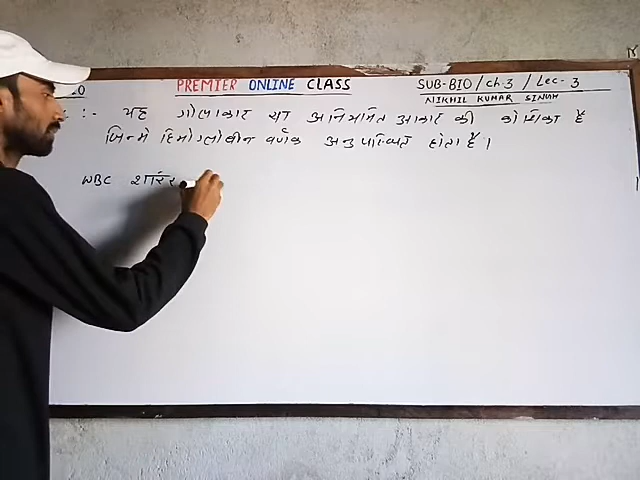 PREMIER ONLINE CLASS
SUB-BIO / ch-3 / Lec-3
NIKHIL KUMAR SINGH
:- यह गोलाकार या अनियमित आकार की कोशिका है
जिनमे हिमोग्लोबीन वर्णक अनुपस्थित होता है ।
WBC शरिर